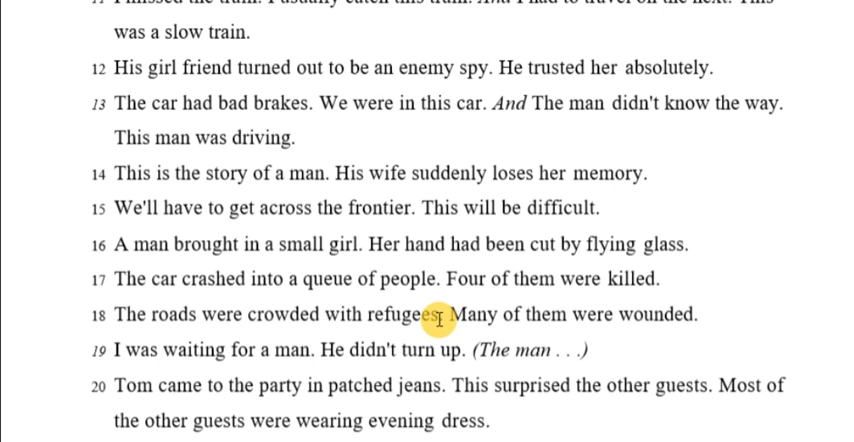 was a slow train.
12 His girl friend turned out to be an enemy spy. He trusted her absolutely.
13 The car had bad brakes. We were in this car. And The man didn't know the way.
This man was driving.
14 This is the story of a man. His wife suddenly loses her memory.
15 We'll have to get across the frontier. This will be difficult.
16 A man brought in a small girl. Her hand had been cut by flying glass.
17 The car crashed into a queue of people. Four of them were killed.
18 The roads were crowded with refugees. Many of them were wounded.
19 I was waiting for a man. He didn't turn up. (The man . . .)
20 Tom came to the party in patched jeans. This surprised the other guests. Most of
the other guests were wearing evening dress.